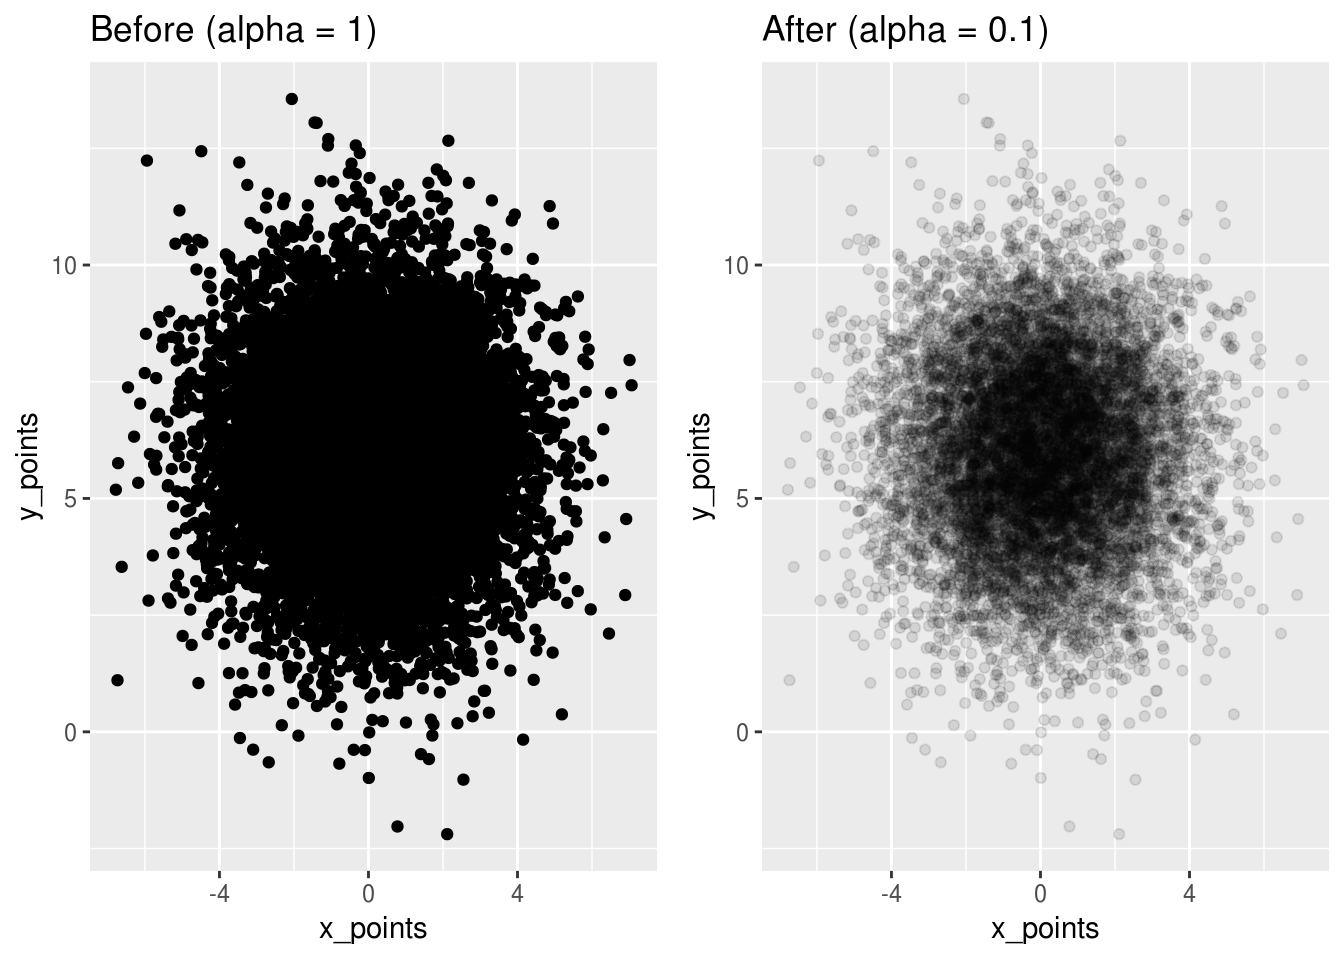 Before (alpha = 1)
y_points
10
5
0
-4 0 4
x_points
After (alpha = 0.1)
y_points
10
5
0
-4 0 4
x_points